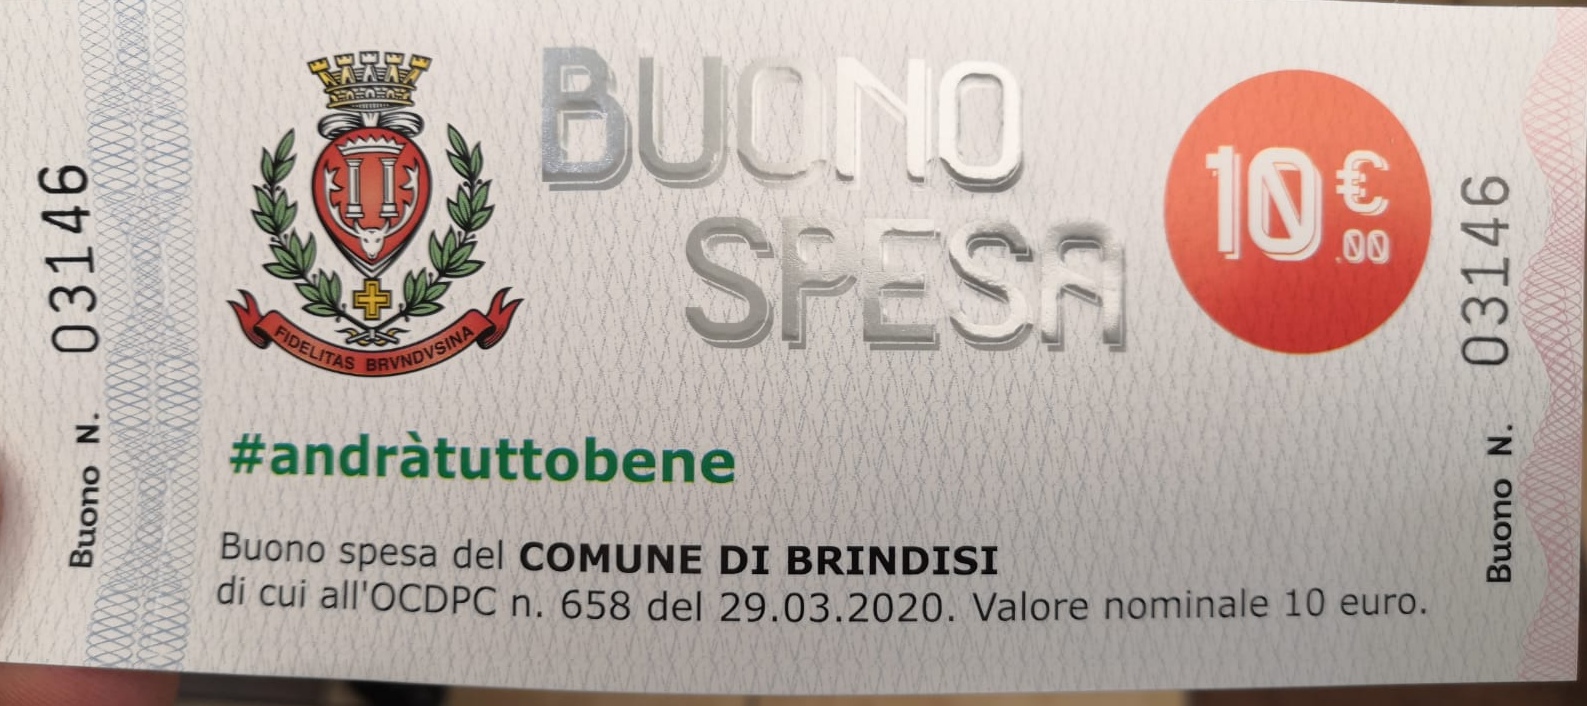 Buono N. 03146
FIDELITAS BRVNDVSINA
BUONO
SPESA
10 €
.00
#andràtuttobene
Buono spesa del COMUNE DI BRINDISI
di cui all'OCDPC n. 658 del 29.03.2020. Valore nominale 10 euro.
Buono N. 03146